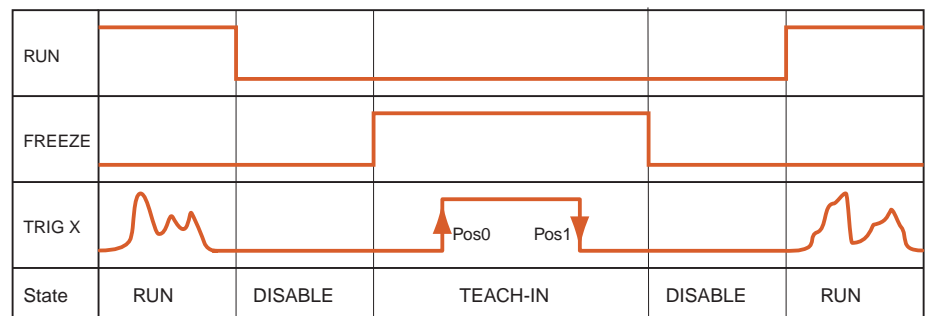 RUN
FREEZE
TRIG X Pos0 Pos1
State RUN DISABLE TEACH-IN DISABLE RUN